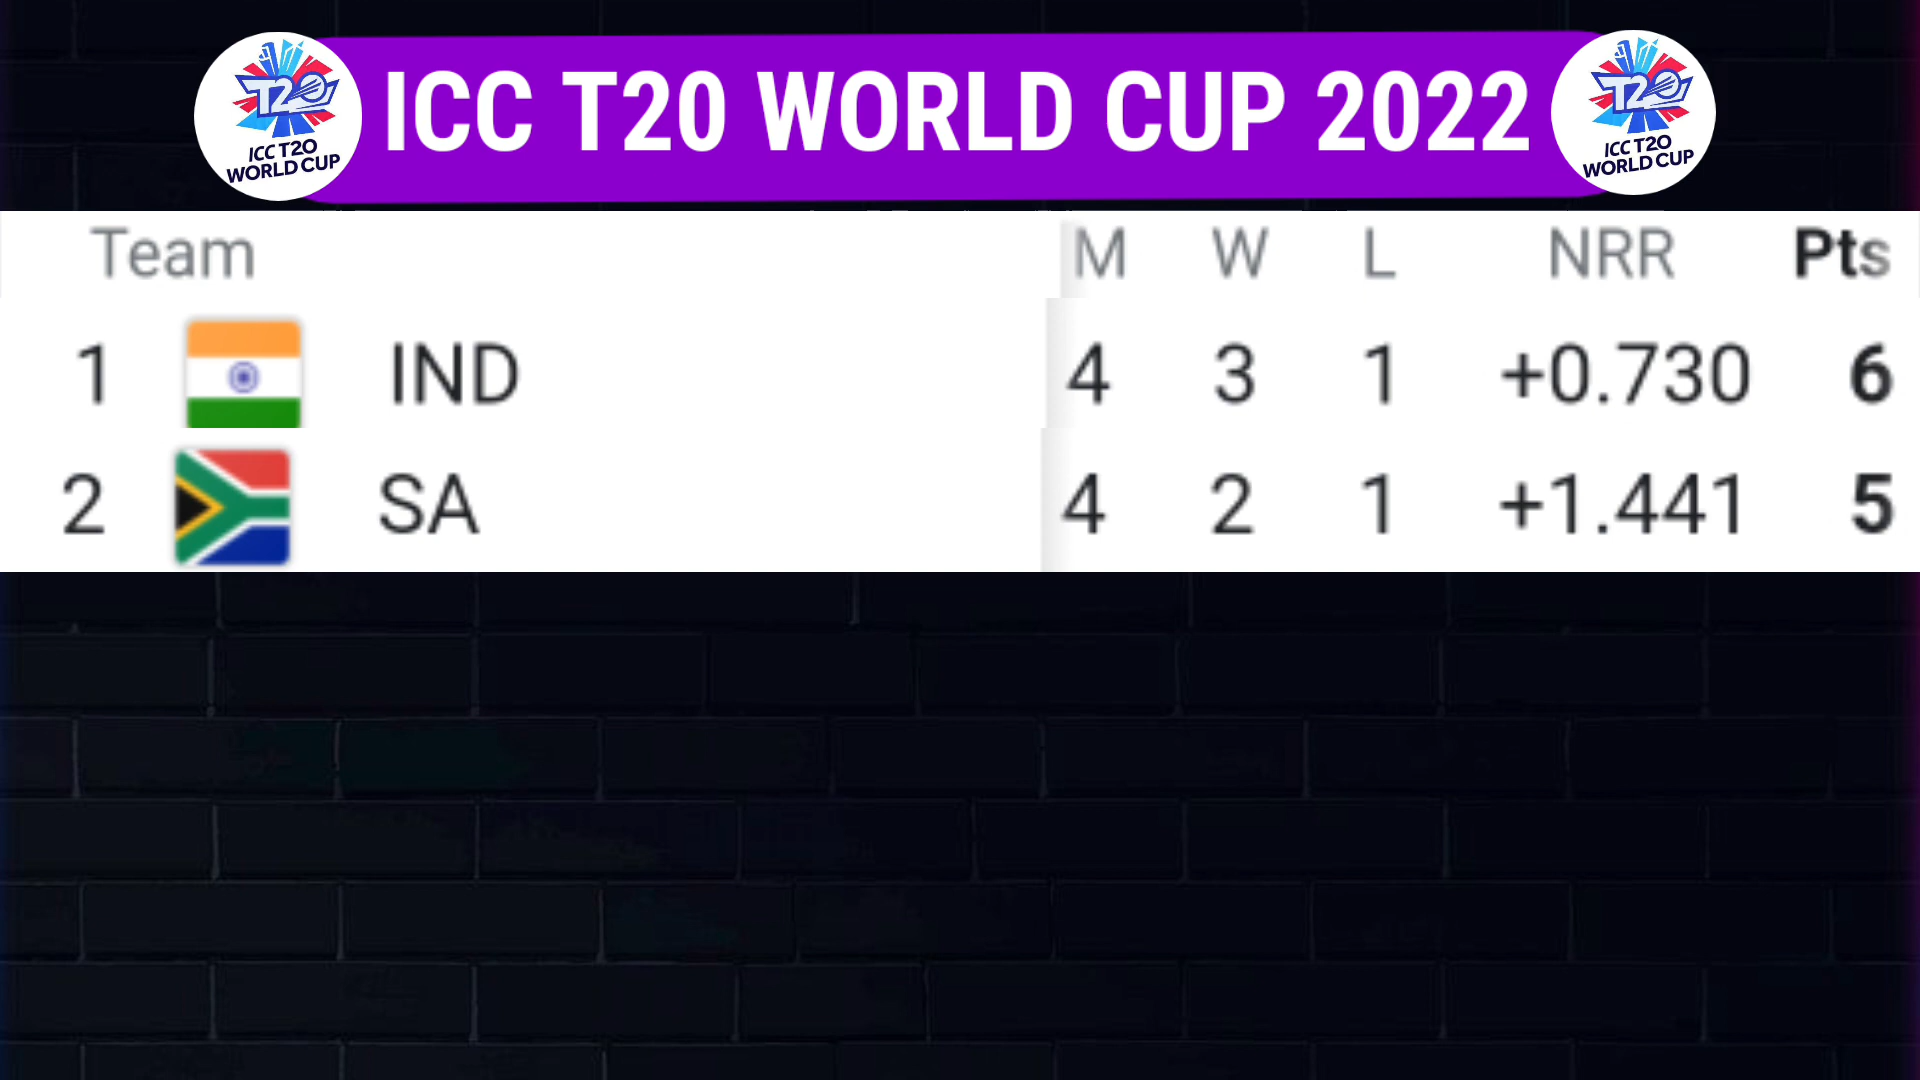 ICC T20 WORLD CUP 2022
T20
ICC T20
WORLD CUP
T20
ICC T20
WORLD CUP
Team M W L NRR Pts
1 IND 4 3 1 +0.730 6
2 SA 4 2 1 +1.441 5